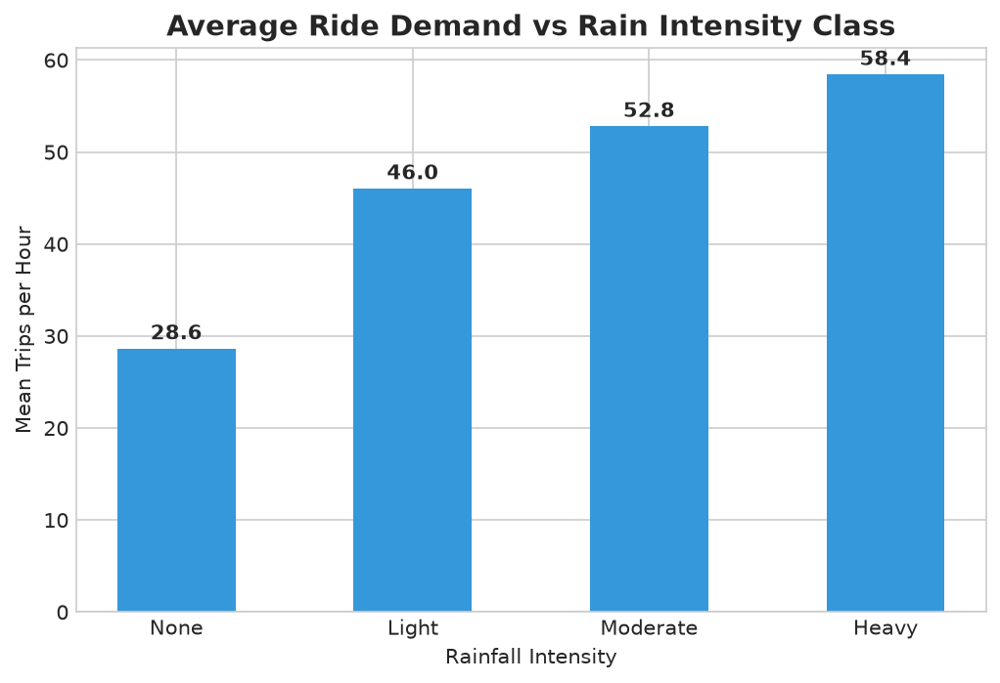 Average Ride Demand vs Rain Intensity Class
Mean Trips per Hour
60
50
40
30
20
10
0
28.6
46.0
52.8
58.4
None
Light
Moderate
Heavy
Rainfall Intensity